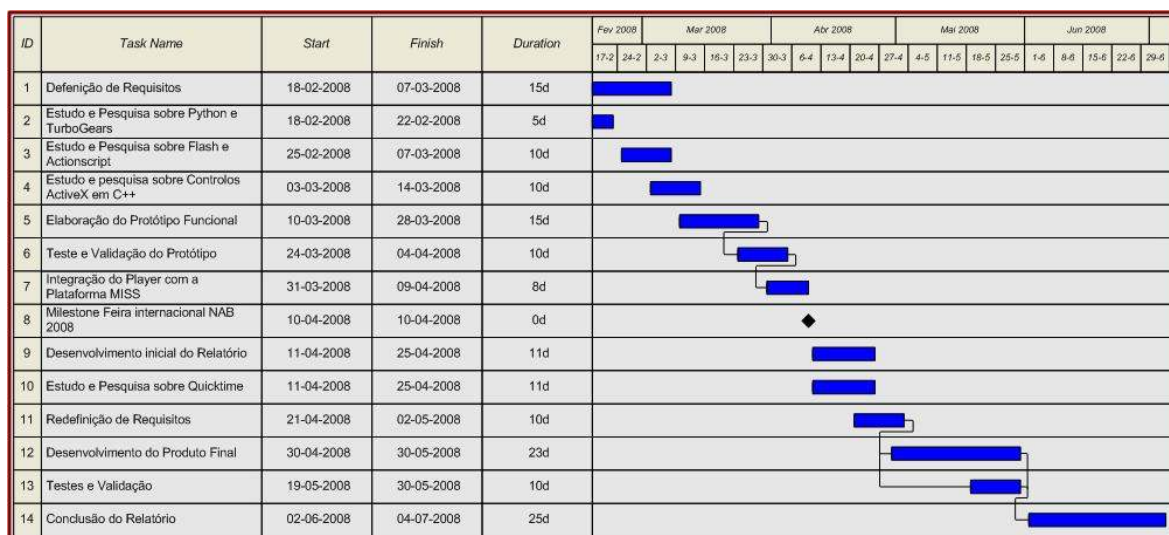 ID Task Name Start Finish Duration Fev 2008 Mar 2008 Abr 2008 Mai 2008 Jun 2008
17-2 24-2 2-3 9-3 16-3 23-3 30-3 6-4 13-4 20-4 27-4 4-5 11-5 18-5 25-5 1-6 8-6 15-6 22-6 29-6
1 Defenição de Requisitos 18-02-2008 07-03-2008 15d
2 Estudo e Pesquisa sobre Python e
TurboGears 18-02-2008 22-02-2008 5d
3 Estudo e Pesquisa sobre Flash e
Actionscript 25-02-2008 07-03-2008 10d
4 Estudo e pesquisa sobre Controlos
ActiveX em C++ 03-03-2008 14-03-2008 10d
5 Elaboração do Protótipo Funcional 10-03-2008 28-03-2008 15d
6 Teste e Validação do Protótipo 24-03-2008 04-04-2008 10d
7 Integração do Player com a
Plataforma MISS 31-03-2008 09-04-2008 8d
8 Milestone Feira internacional NAB
2008 10-04-2008 10-04-2008 0d
9 Desenvolvimento inicial do Relatório 11-04-2008 25-04-2008 11d
10 Estudo e Pesquisa sobre Quicktime 11-04-2008 25-04-2008 11d
11 Redefinição de Requisitos 21-04-2008 02-05-2008 10d
12 Desenvolvimento do Produto Final 30-04-2008 30-05-2008 23d
13 Testes e Validação 19-05-2008 30-05-2008 10d
14 Conclusão do Relatório 02-06-2008 04-07-2008 25d